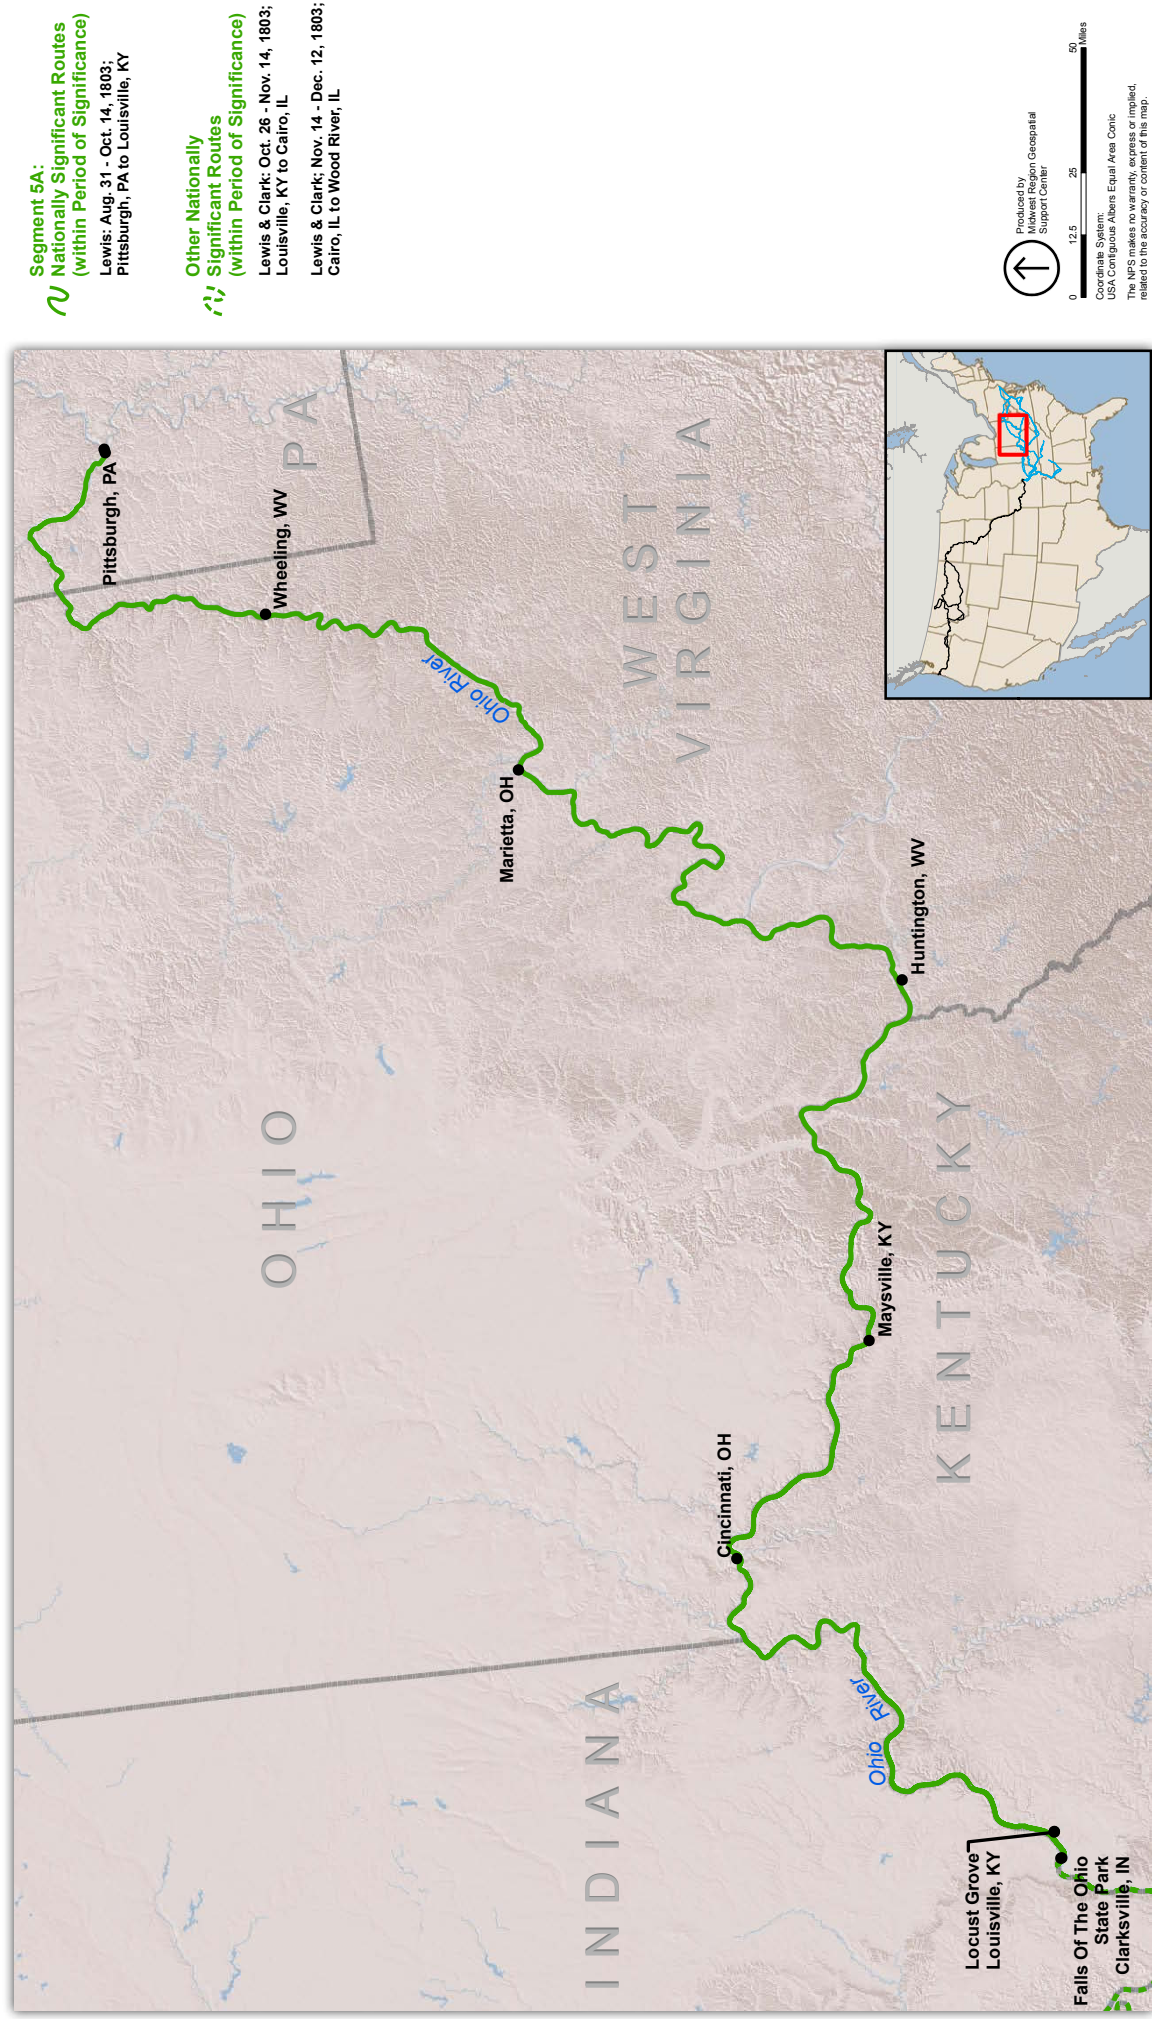 Segment 5A:
Nationally Significant Routes
(within Period of Significance)
Lewis: Aug. 31 - Oct. 14, 1803;
Pittsburgh, PA to Louisville, KY
Other Nationally
Significant Routes
(within Period of Significance)
Lewis & Clark: Oct. 26 - Nov. 14, 1803;
Louisville, KY to Cairo, IL
Lewis & Clark; Nov. 14 - Dec. 12, 1803;
Cairo, IL to Wood River, IL
Produced by
Midwest Region Geospatial
Support Center
0 12.5 25 50
Miles
Coordinate System:
USA Contiguous Albers Equal Area Conic
The NPS makes no warranty, express or implied,
related to the accuracy or content of this map.
Pittsburgh, PA
PA
Wheeling, WV
Ohio River
Marietta, OH
WEST
VIRGINIA
OHIO
Huntington, WV
KENTUCKY
Maysville, KY
Cincinnati, OH
INDIANA
Ohio River
Locust Grove
Louisville, KY
Falls Of The Ohio
State Park
Clarksville, IN